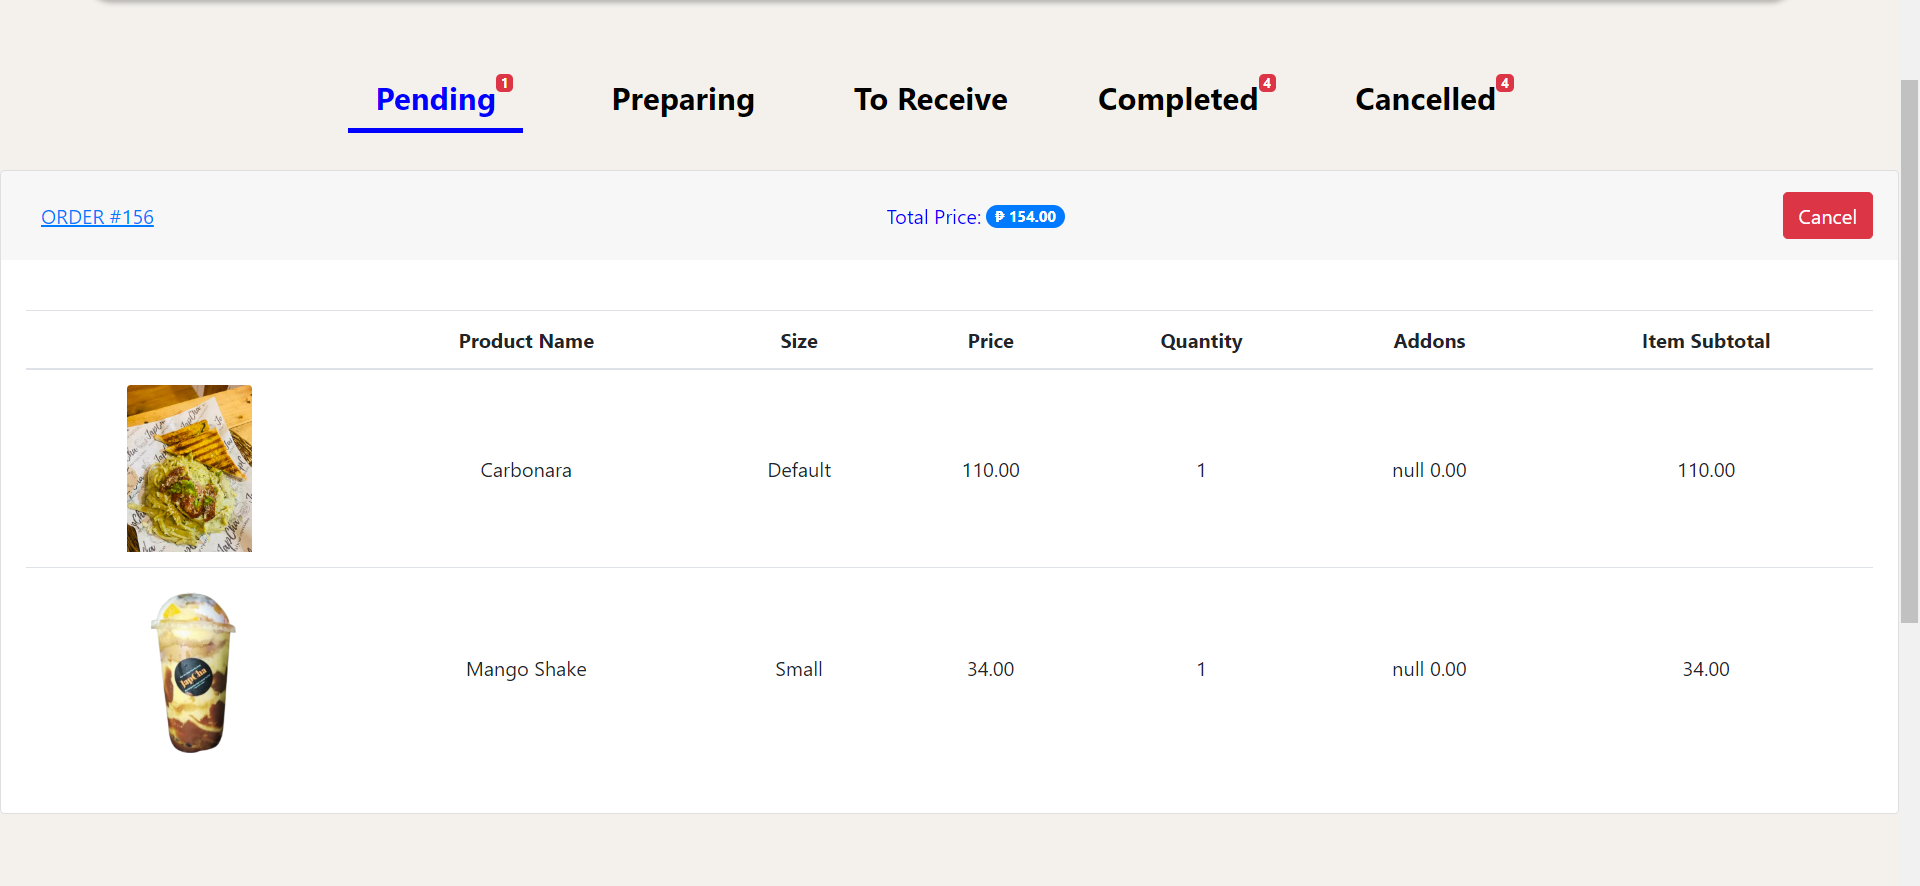 Pending 1 Preparing To Receive Completed 4 Cancelled 4
ORDER #156 Total Price: ₱ 154.00 Cancel
Product Name Size Price Quantity Addons Item Subtotal
JapCha
Carbonara Default 110.00 1 null 0.00 110.00
JapCha
Mango Shake Small 34.00 1 null 0.00 34.00